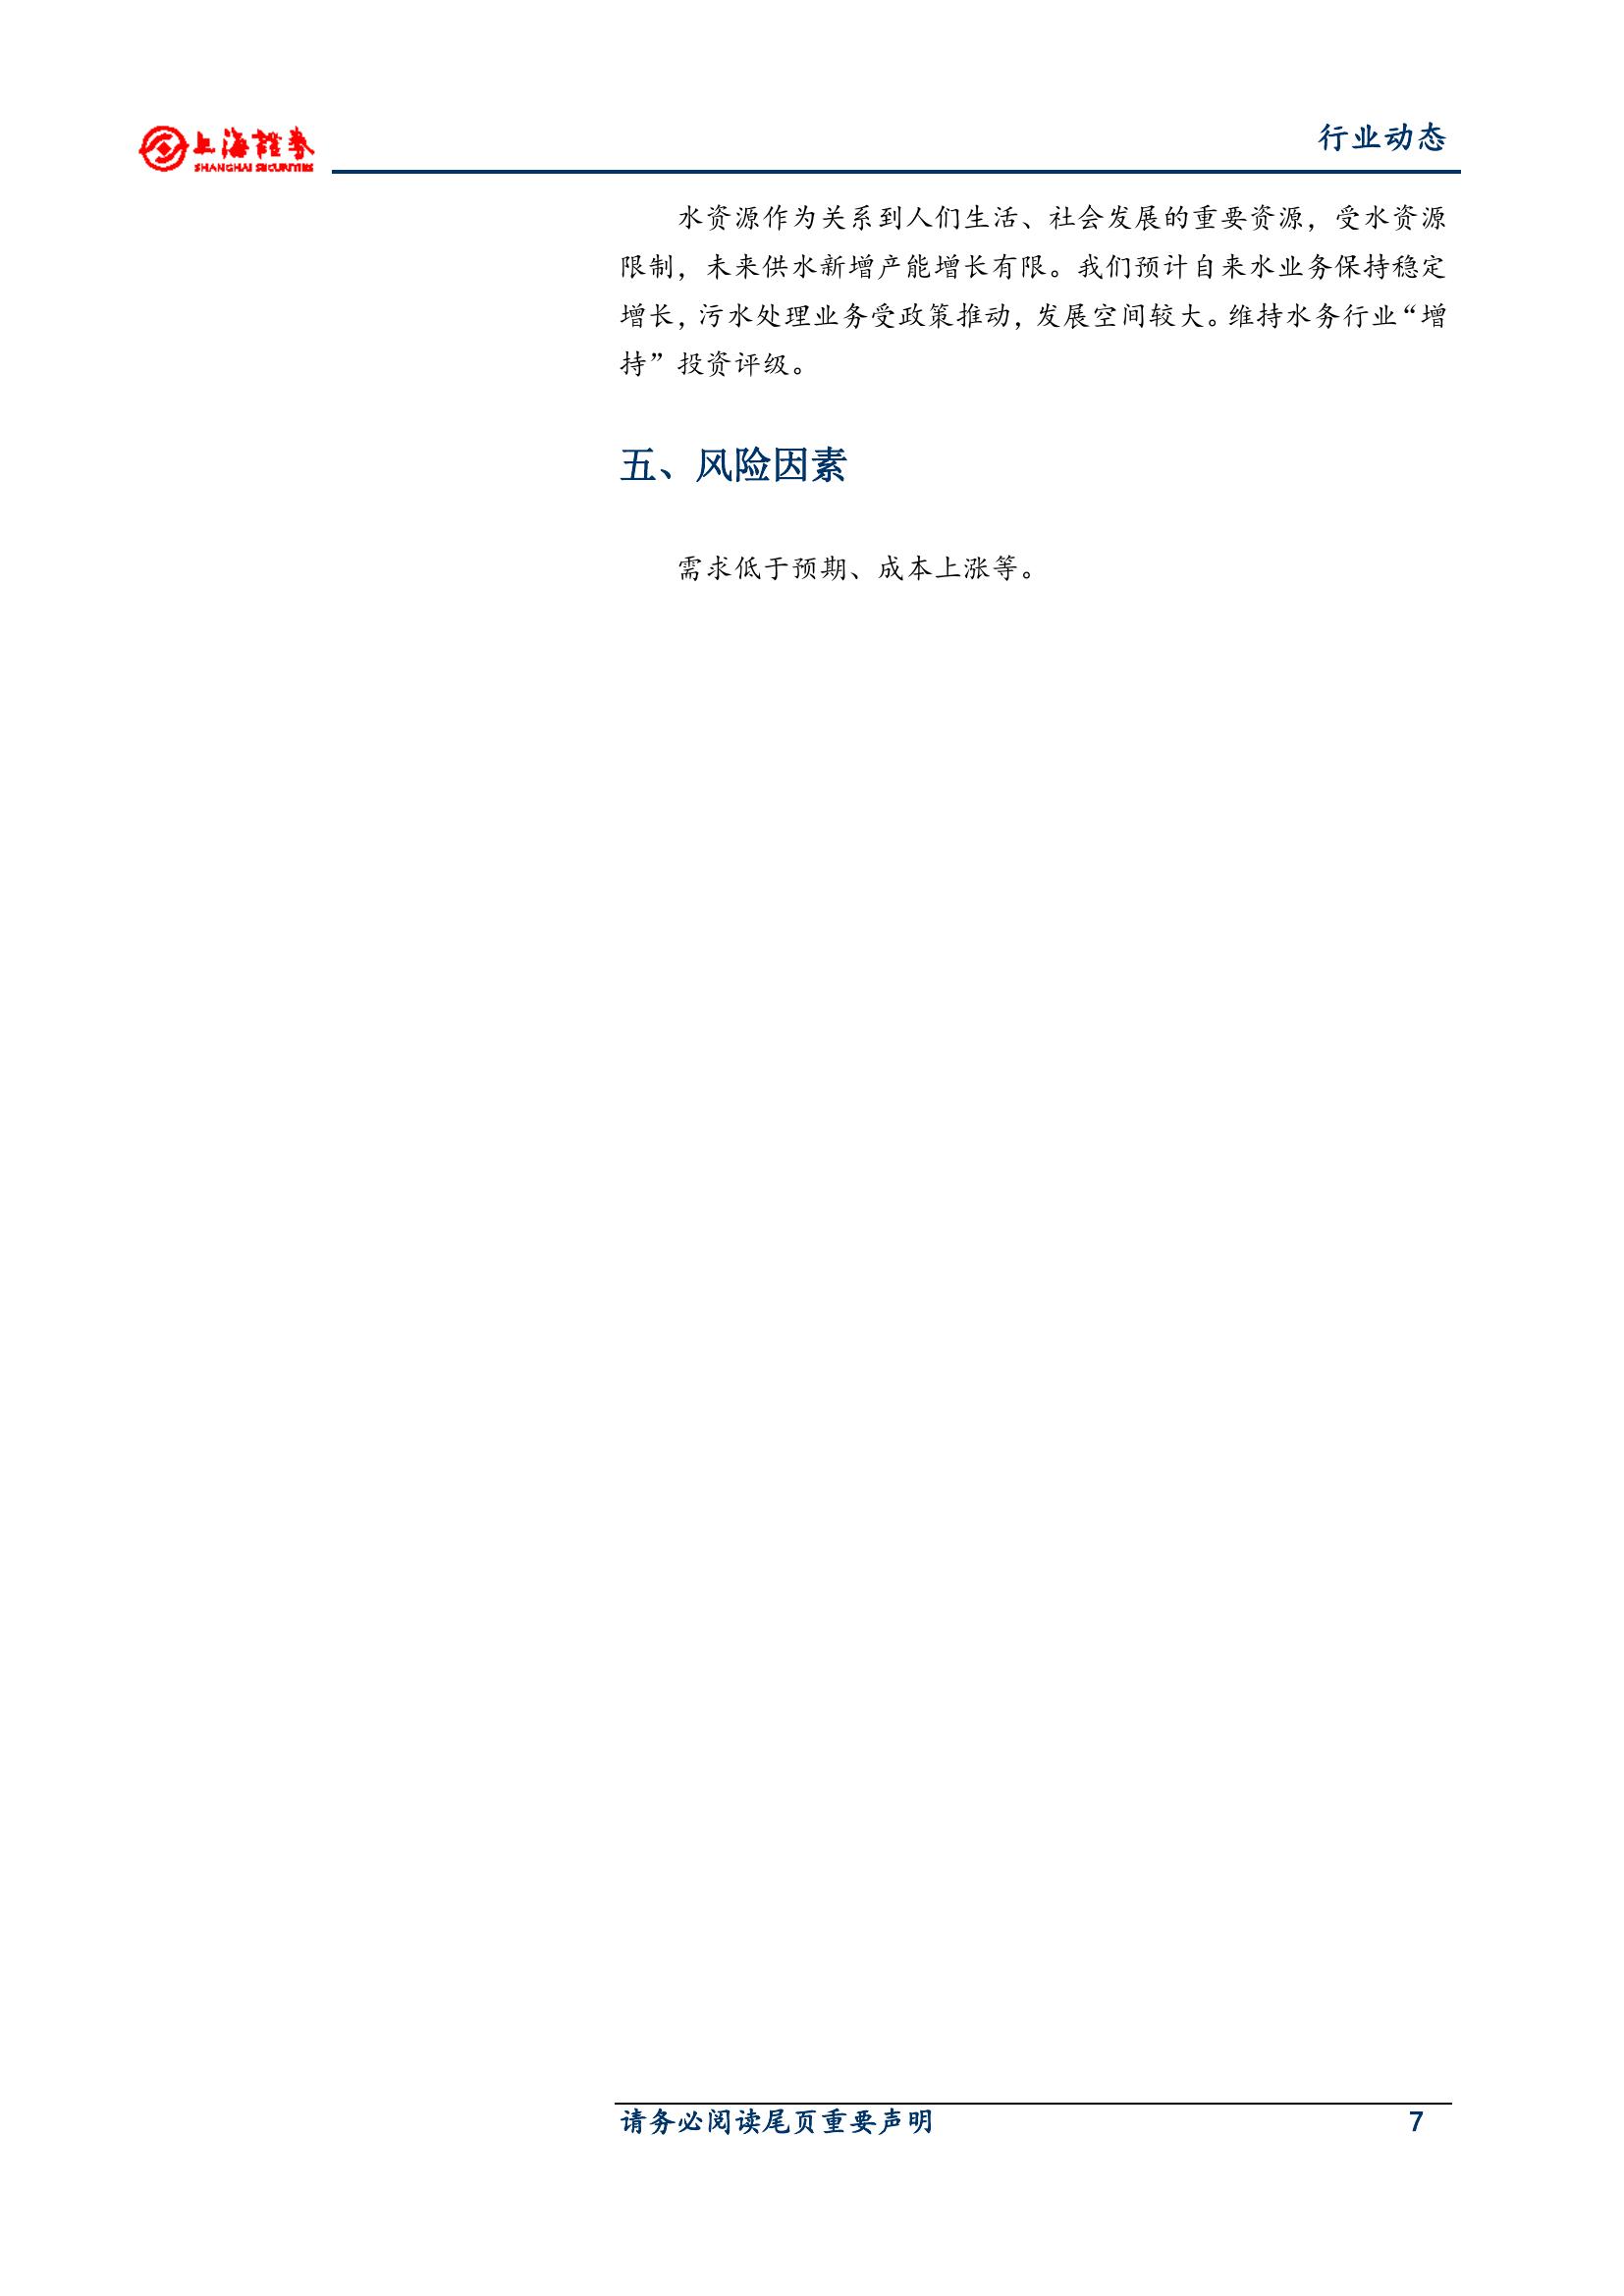 上海證券
SHANGHAI SECURITIES
行业动态
水资源作为关系到人们生活、社会发展的重要资源，受水资源
限制，未来供水新增产能增长有限。我们预计自来水业务保持稳定
增长，污水处理业务受政策推动，发展空间较大。维持水务行业“增
持”投资评级。
五、风险因素
需求低于预期、成本上涨等。
请务必阅读尾页重要声明 7